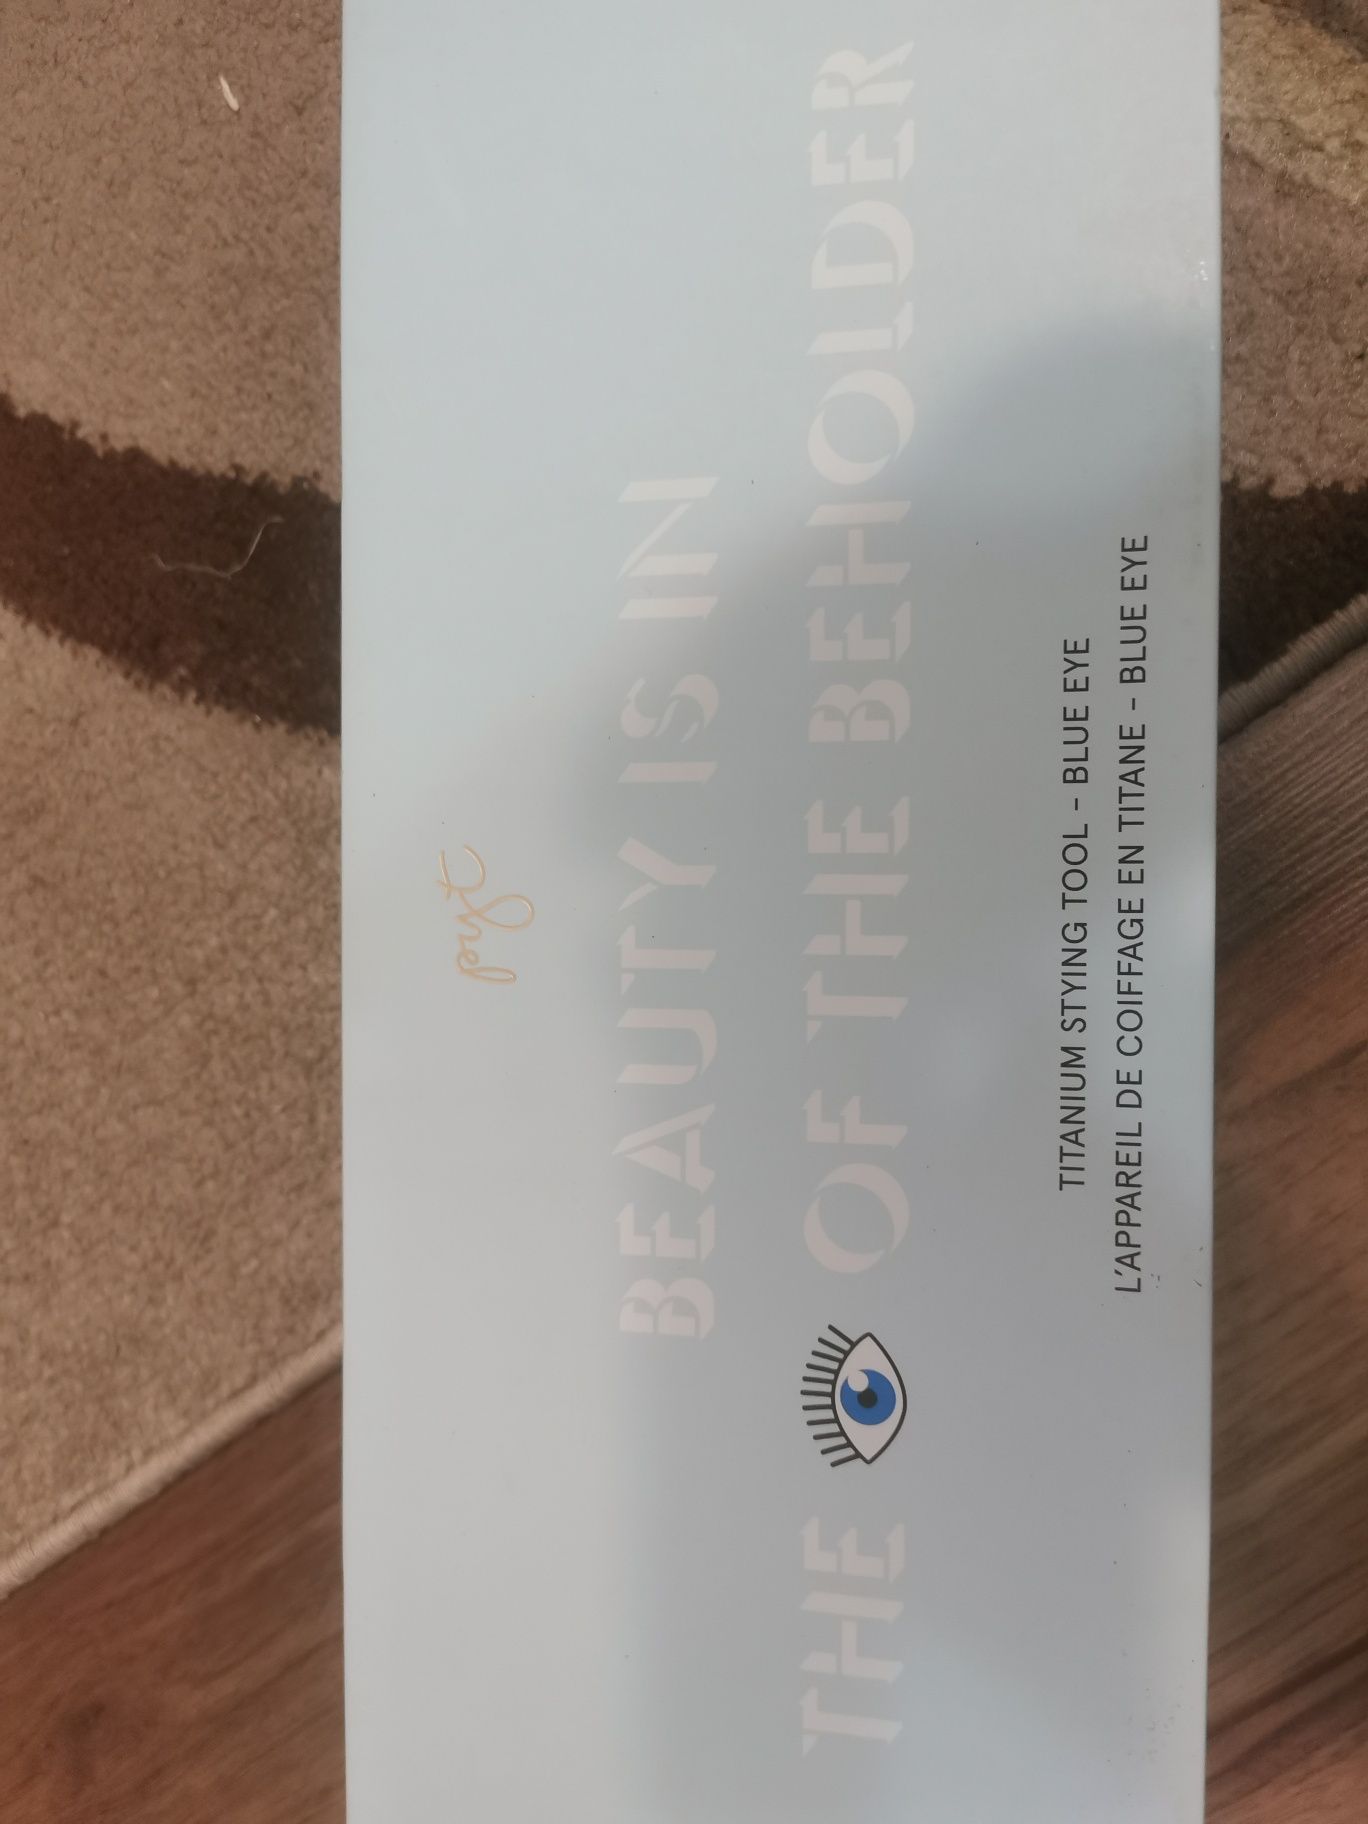 BEAUTY IS IN
THE OF THE BEHOLDER
TITANIUM STYING TOOL - BLUE EYE
L'APPAREIL DE COIFFAGE EN TITANE - BLUE EYE